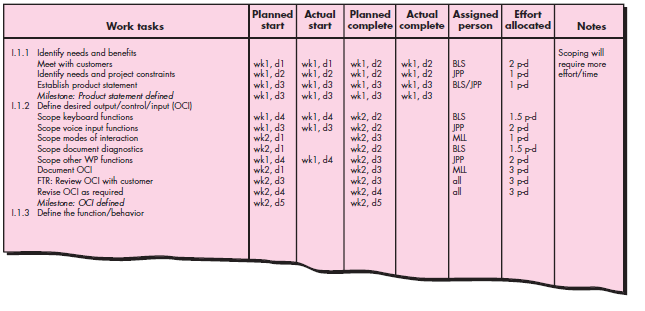 Work tasks Planned start Actual start Planned complete Actual complete Assigned person Effort allocated Notes
I.1.1 Identify needs and benefits Scoping will
Meet with customers wk1, d1 wk1, d1 wk1, d2 wk1, d2 BLS 2 p-d require more
Identify needs and project constraints wk1, d2 wk1, d2 wk1, d2 wk1, d2 JPP 1 p-d effort/time
Establish product statement wk1, d3 wk1, d3 wk1, d3 wk1, d3 BLS/JPP 1 p-d
Milestone: Product statement defined wk1, d3 wk1, d3 wk1, d3 wk1, d3
I.1.2 Define desired output/control/input (OCI)
Scope keyboard functions wk1, d4 wk1, d4 wk2, d2 BLS 1.5 p-d
Scope voice input functions wk1, d3 wk1, d3 wk2, d2 JPP 2 p-d
Scope modes of interaction wk2, d1 wk2, d3 MLL 1 p-d
Scope document diagnostics wk2, d1 wk2, d2 BLS 1.5 p-d
Scope other WP functions wk1, d4 wk1, d4 wk2, d3 JPP 2 p-d
Document OCI wk2, d1 wk2, d3 MLL 3 p-d
FTR: Review OCI with customer wk2, d3 wk2, d3 all 3 p-d
Revise OCI as required wk2, d4 wk2, d4 all 3 p-d
Milestone: OCI defined wk2, d5 wk2, d5
I.1.3 Define the function/behavior